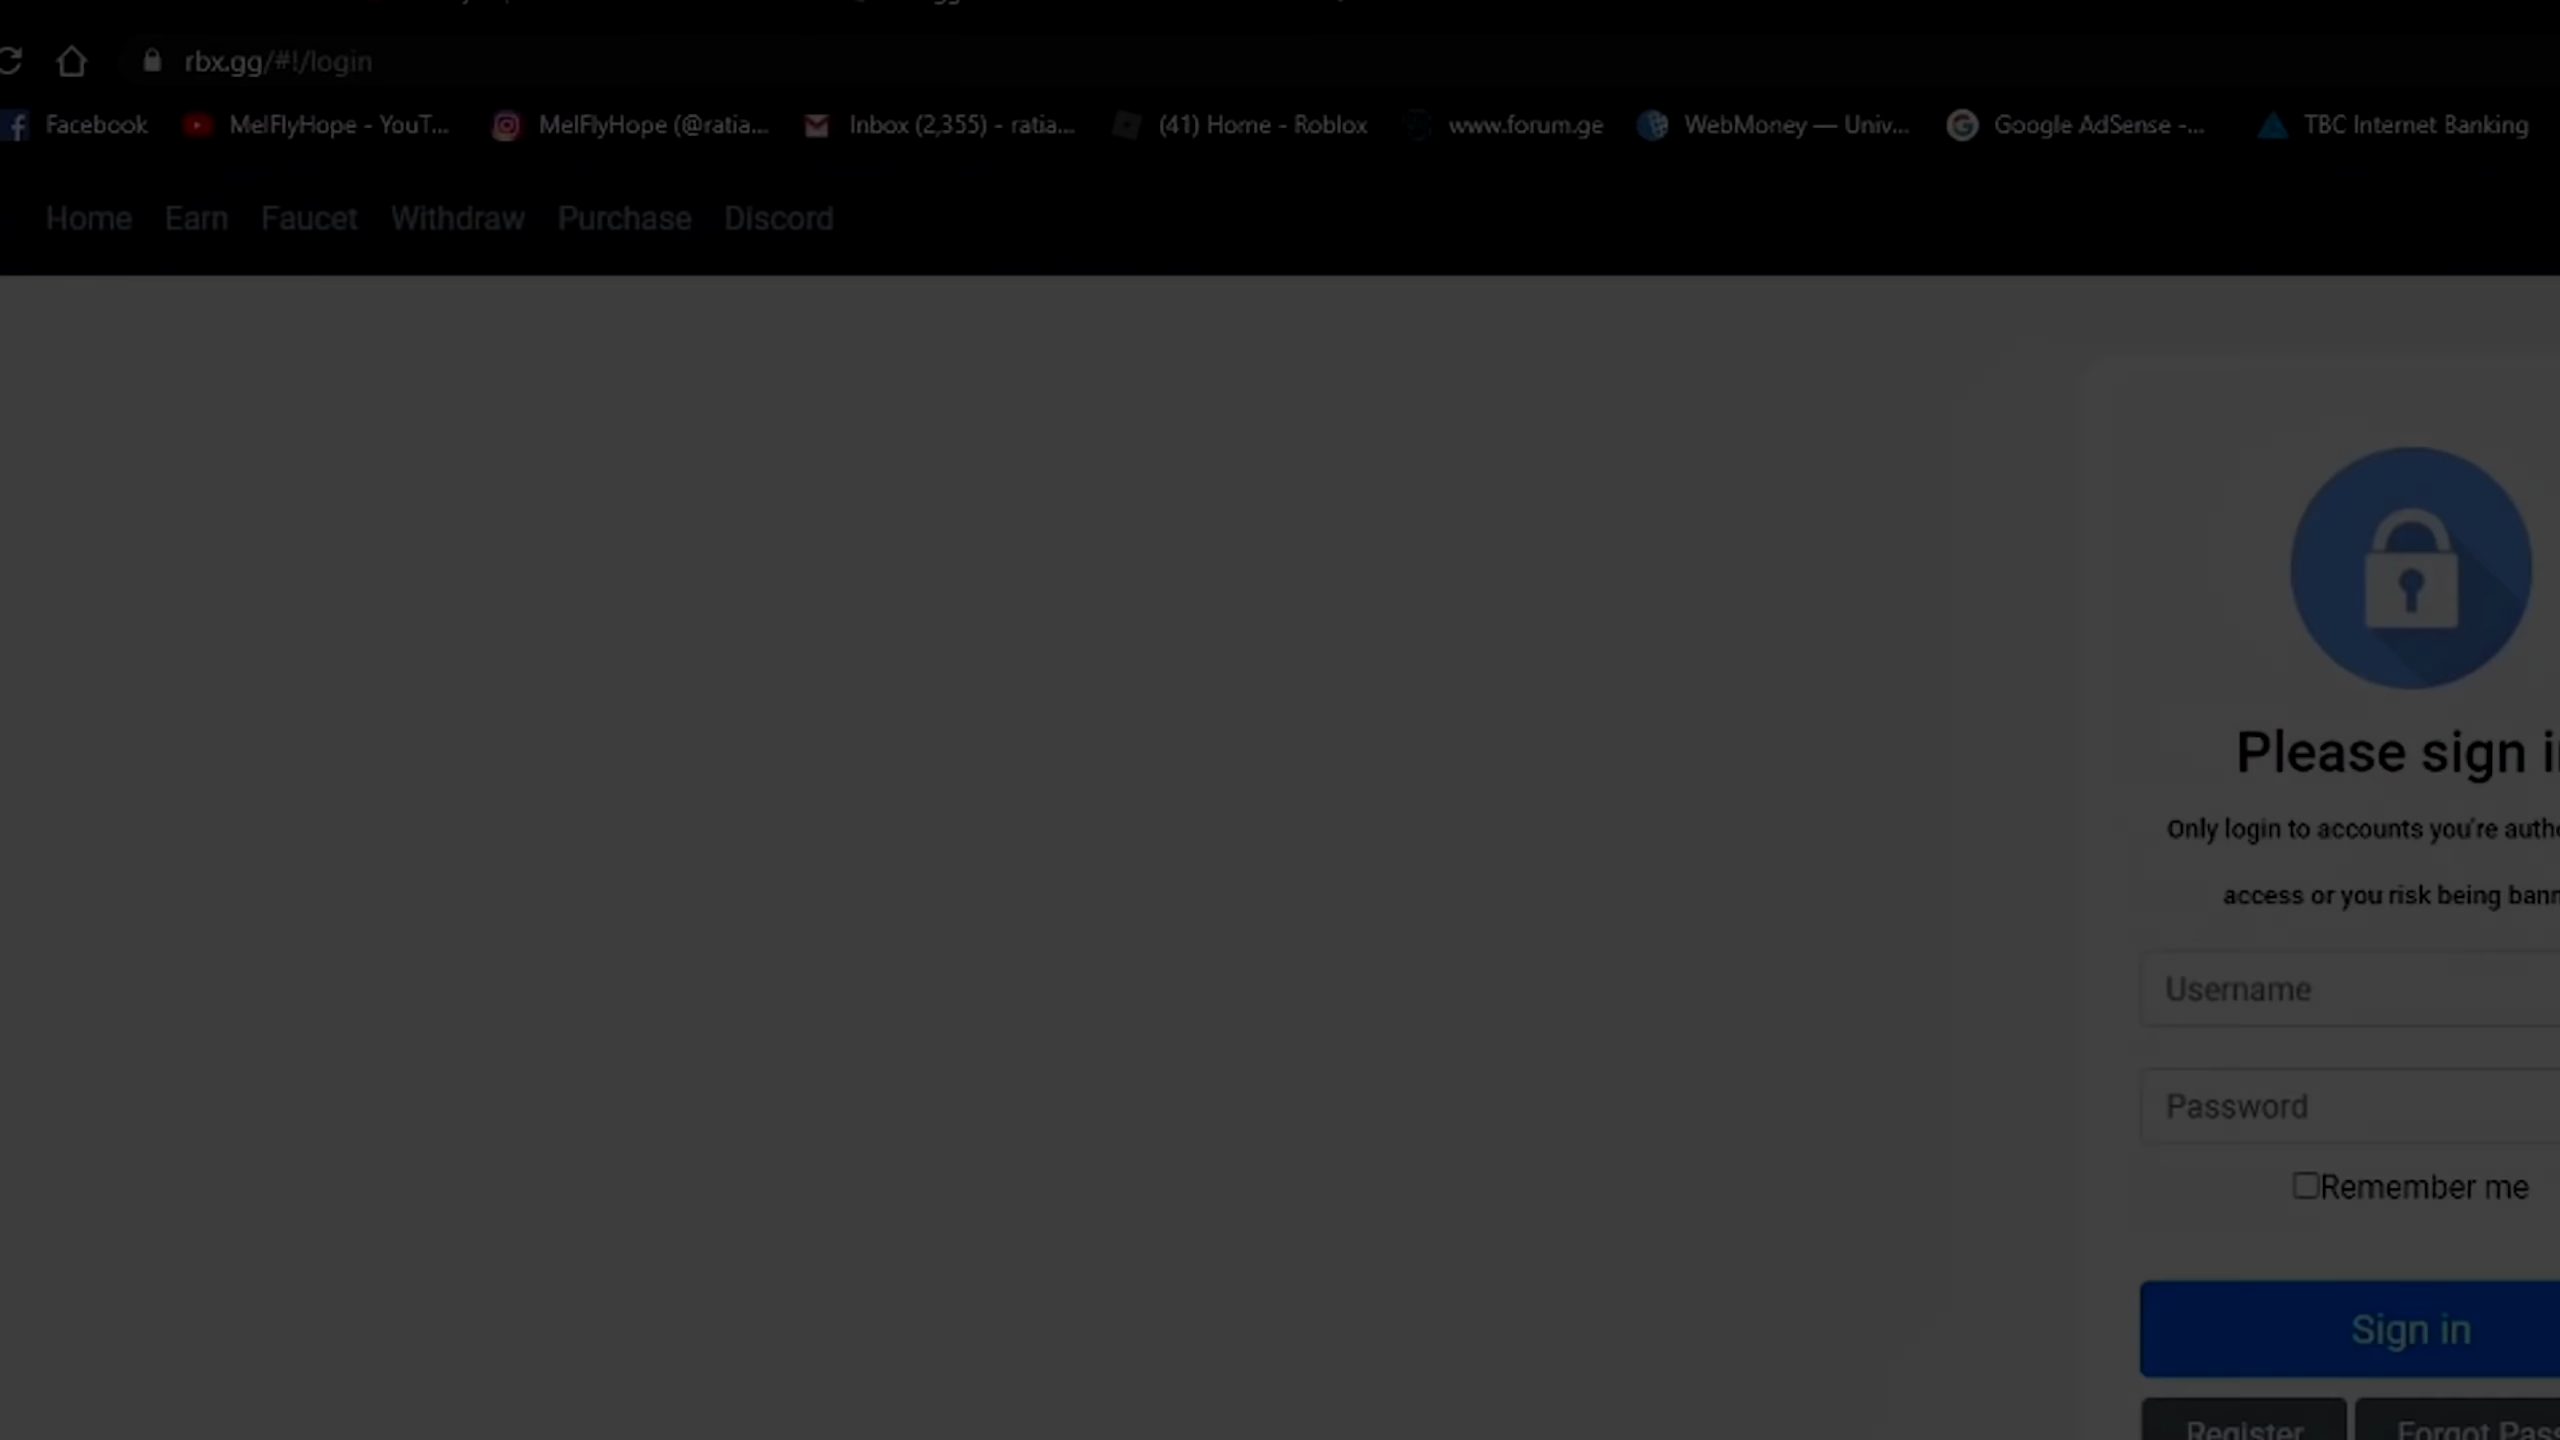 rbx.gg/#!/login
Facebook MelFlyHope - YouT... MelFlyHope (@ratia... Inbox (2,355) - ratia... (41) Home - Roblox www.forum.ge WebMoney — Univ... Google AdSense -... TBC Internet Banking
Home Earn Faucet Withdraw Purchase Discord
Please sign
Only login to accounts you're
access or you risk being
Username
Password
Remember me
Sign in
Register Forgot